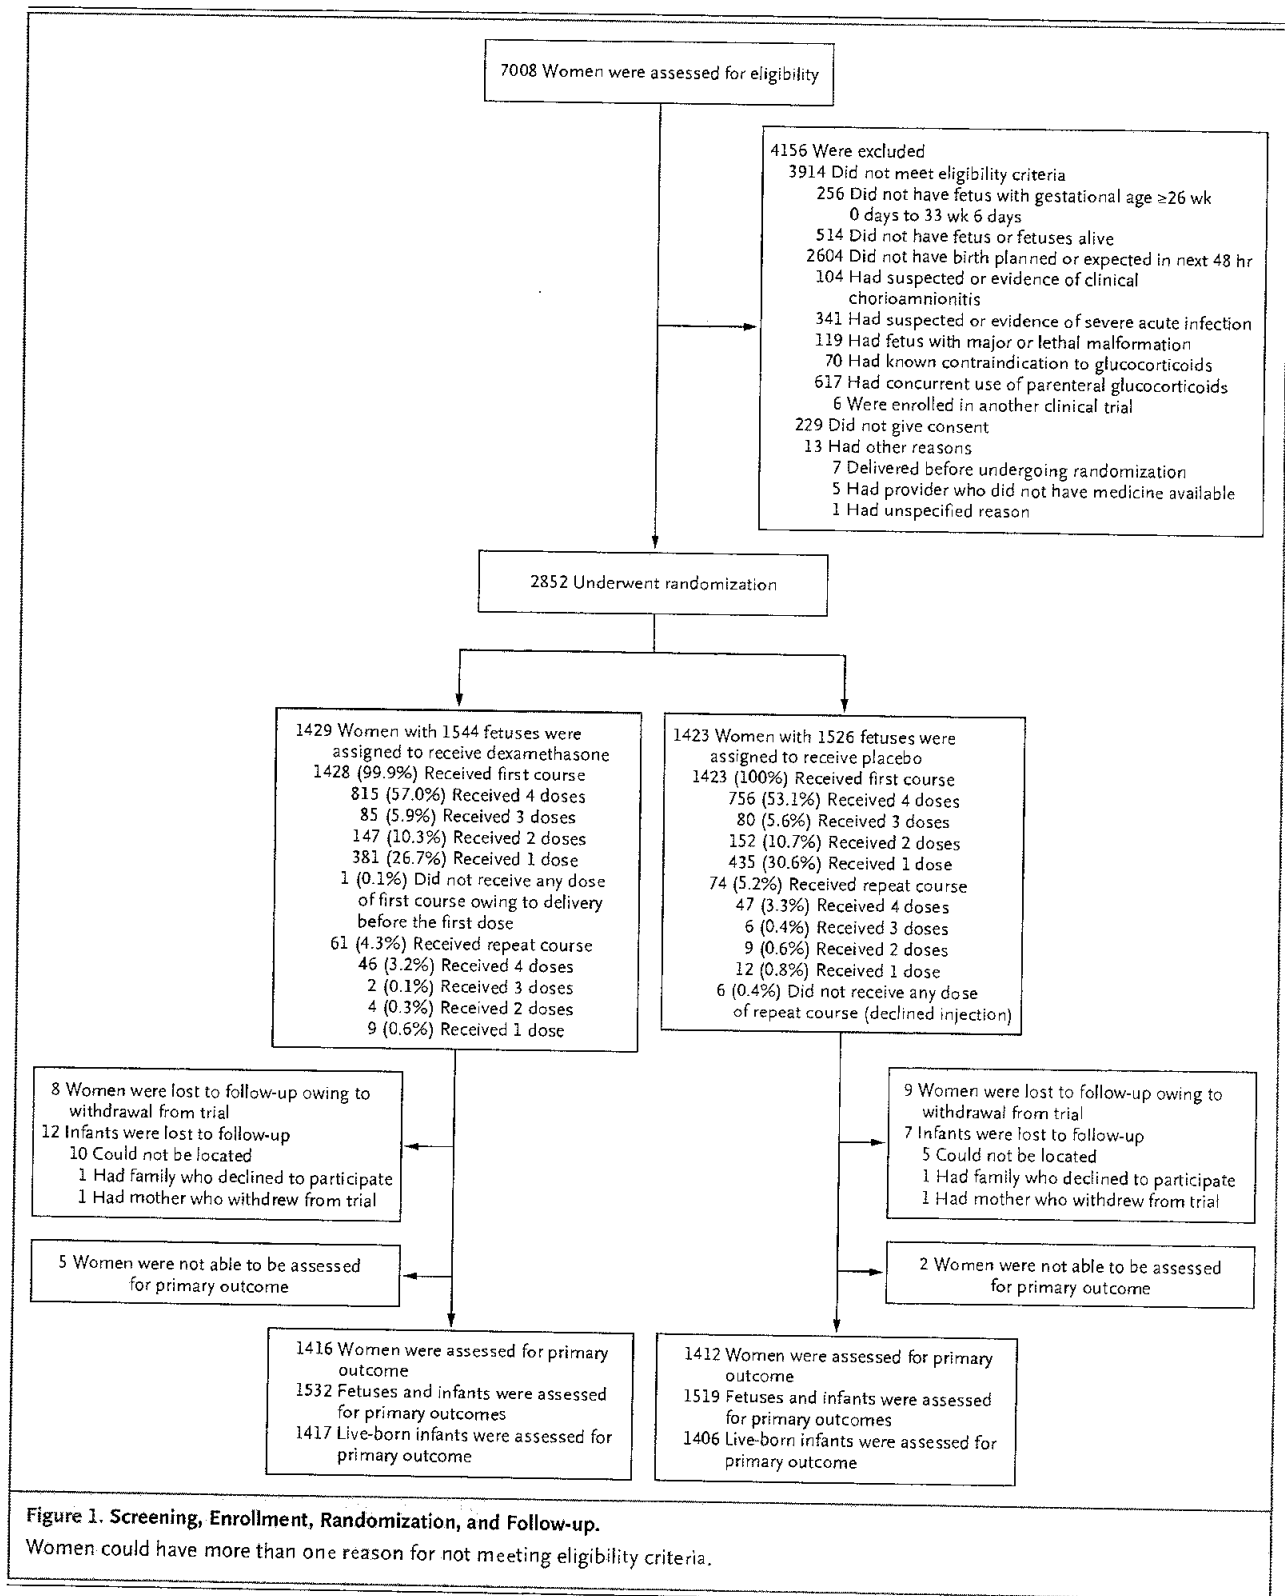 7008 Women were assessed for eligibility
4156 Were excluded
3914 Did not meet eligibility criteria
256 Did not have fetus with gestational age ≥26 wk
0 days to 33 wk 6 days
514 Did not have fetus or fetuses alive
2604 Did not have birth planned or expected in next 48 hr
104 Had suspected or evidence of clinical
chorioamnionitis
341 Had suspected or evidence of severe acute infection
119 Had fetus with major or lethal malformation
70 Had known contraindication to glucocorticoids
617 Had concurrent use of parenteral glucocorticoids
6 Were enrolled in another clinical trial
229 Did not give consent
13 Had other reasons
7 Delivered before undergoing randomization
5 Had provider who did not have medicine available
1 Had unspecified reason
2852 Underwent randomization
1429 Women with 1544 fetuses were
assigned to receive dexamethasone
1428 (99.9%) Received first course
815 (57.0%) Received 4 doses
85 (5.9%) Received 3 doses
147 (10.3%) Received 2 doses
381 (26.7%) Received 1 dose
1 (0.1%) Did not receive any dose
of first course owing to delivery
before the first dose
61 (4.3%) Received repeat course
46 (3.2%) Received 4 doses
2 (0.1%) Received 3 doses
4 (0.3%) Received 2 doses
9 (0.6%) Received 1 dose
1423 Women with 1526 fetuses were
assigned to receive placebo
1423 (100%) Received first course
756 (53.1%) Received 4 doses
80 (5.6%) Received 3 doses
152 (10.7%) Received 2 doses
435 (30.6%) Received 1 dose
74 (5.2%) Received repeat course
47 (3.3%) Received 4 doses
6 (0.4%) Received 3 doses
9 (0.6%) Received 2 doses
12 (0.8%) Received 1 dose
6 (0.4%) Did not receive any dose
of repeat course (declined injection)
8 Women were lost to follow-up owing to
withdrawal from trial
12 Infants were lost to follow-up
10 Could not be located
1 Had family who declined to participate
1 Had mother who withdrew from trial
9 Women were lost to follow-up owing to
withdrawal from trial
7 Infants were lost to follow-up
5 Could not be located
1 Had family who declined to participate
1 Had mother who withdrew from trial
5 Women were not able to be assessed
for primary outcome
2 Women were not able to be assessed
for primary outcome
1416 Women were assessed for primary
outcome
1532 Fetuses and infants were assessed
for primary outcomes
1417 Live-born infants were assessed for
primary outcome
1412 Women were assessed for primary
outcome
1519 Fetuses and infants were assessed
for primary outcomes
1406 Live-born infants were assessed for
primary outcome
Figure 1. Screening, Enrollment, Randomization, and Follow-up.
Women could have more than one reason for not meeting eligibility criteria.